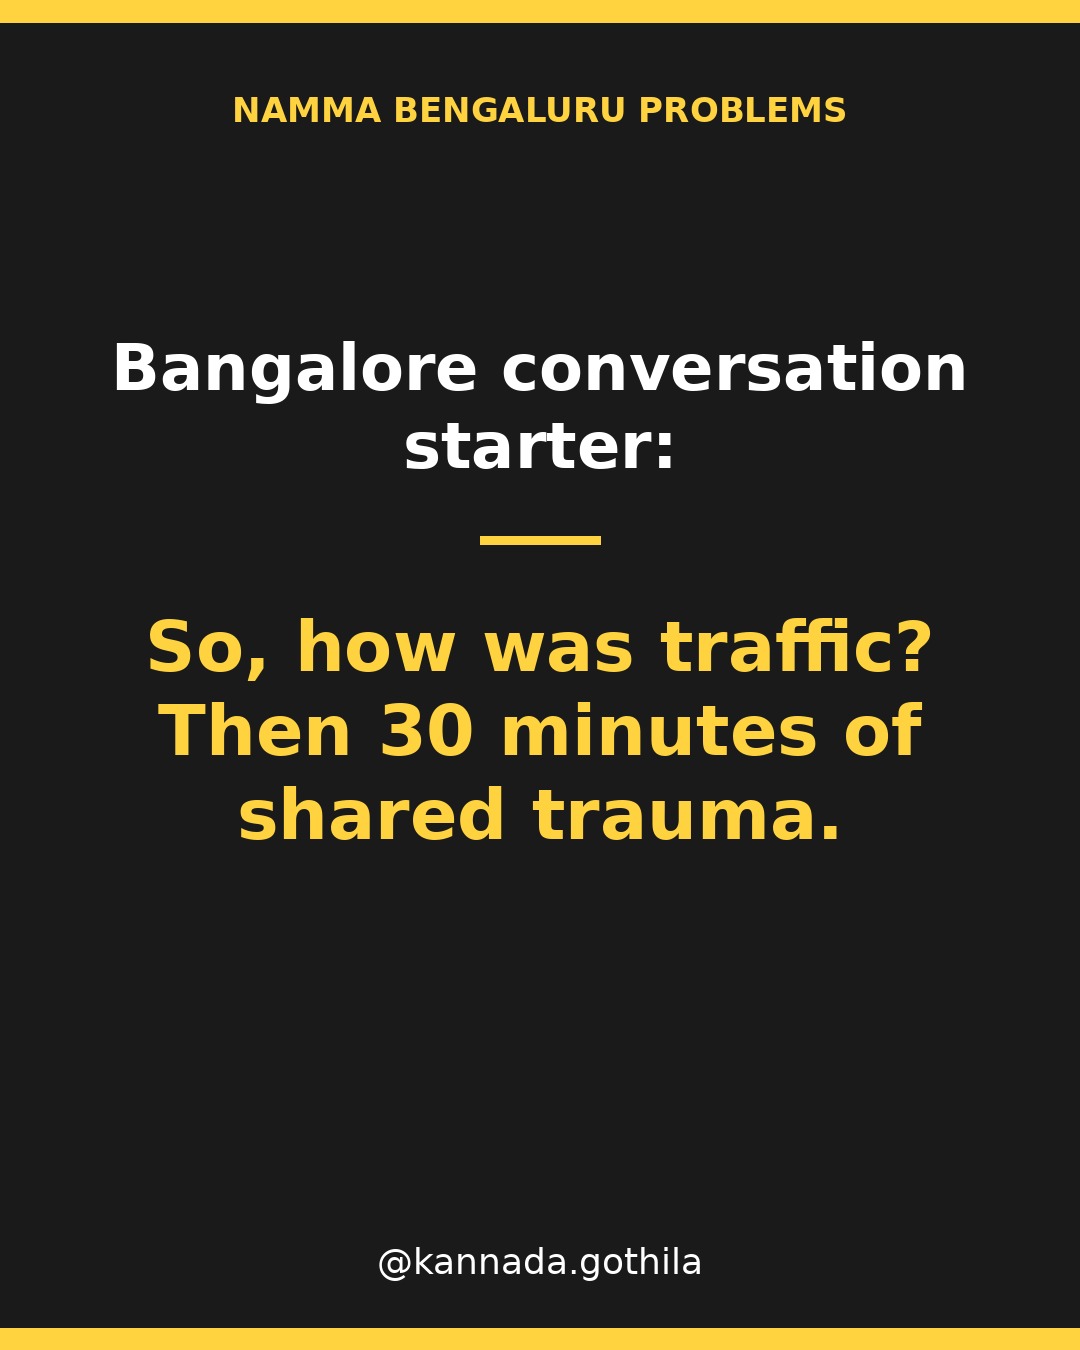 NAMMA BENGALURU PROBLEMS
Bangalore conversation
starter:
So, how was traffic?
Then 30 minutes of
shared trauma.
@kannada.gothila